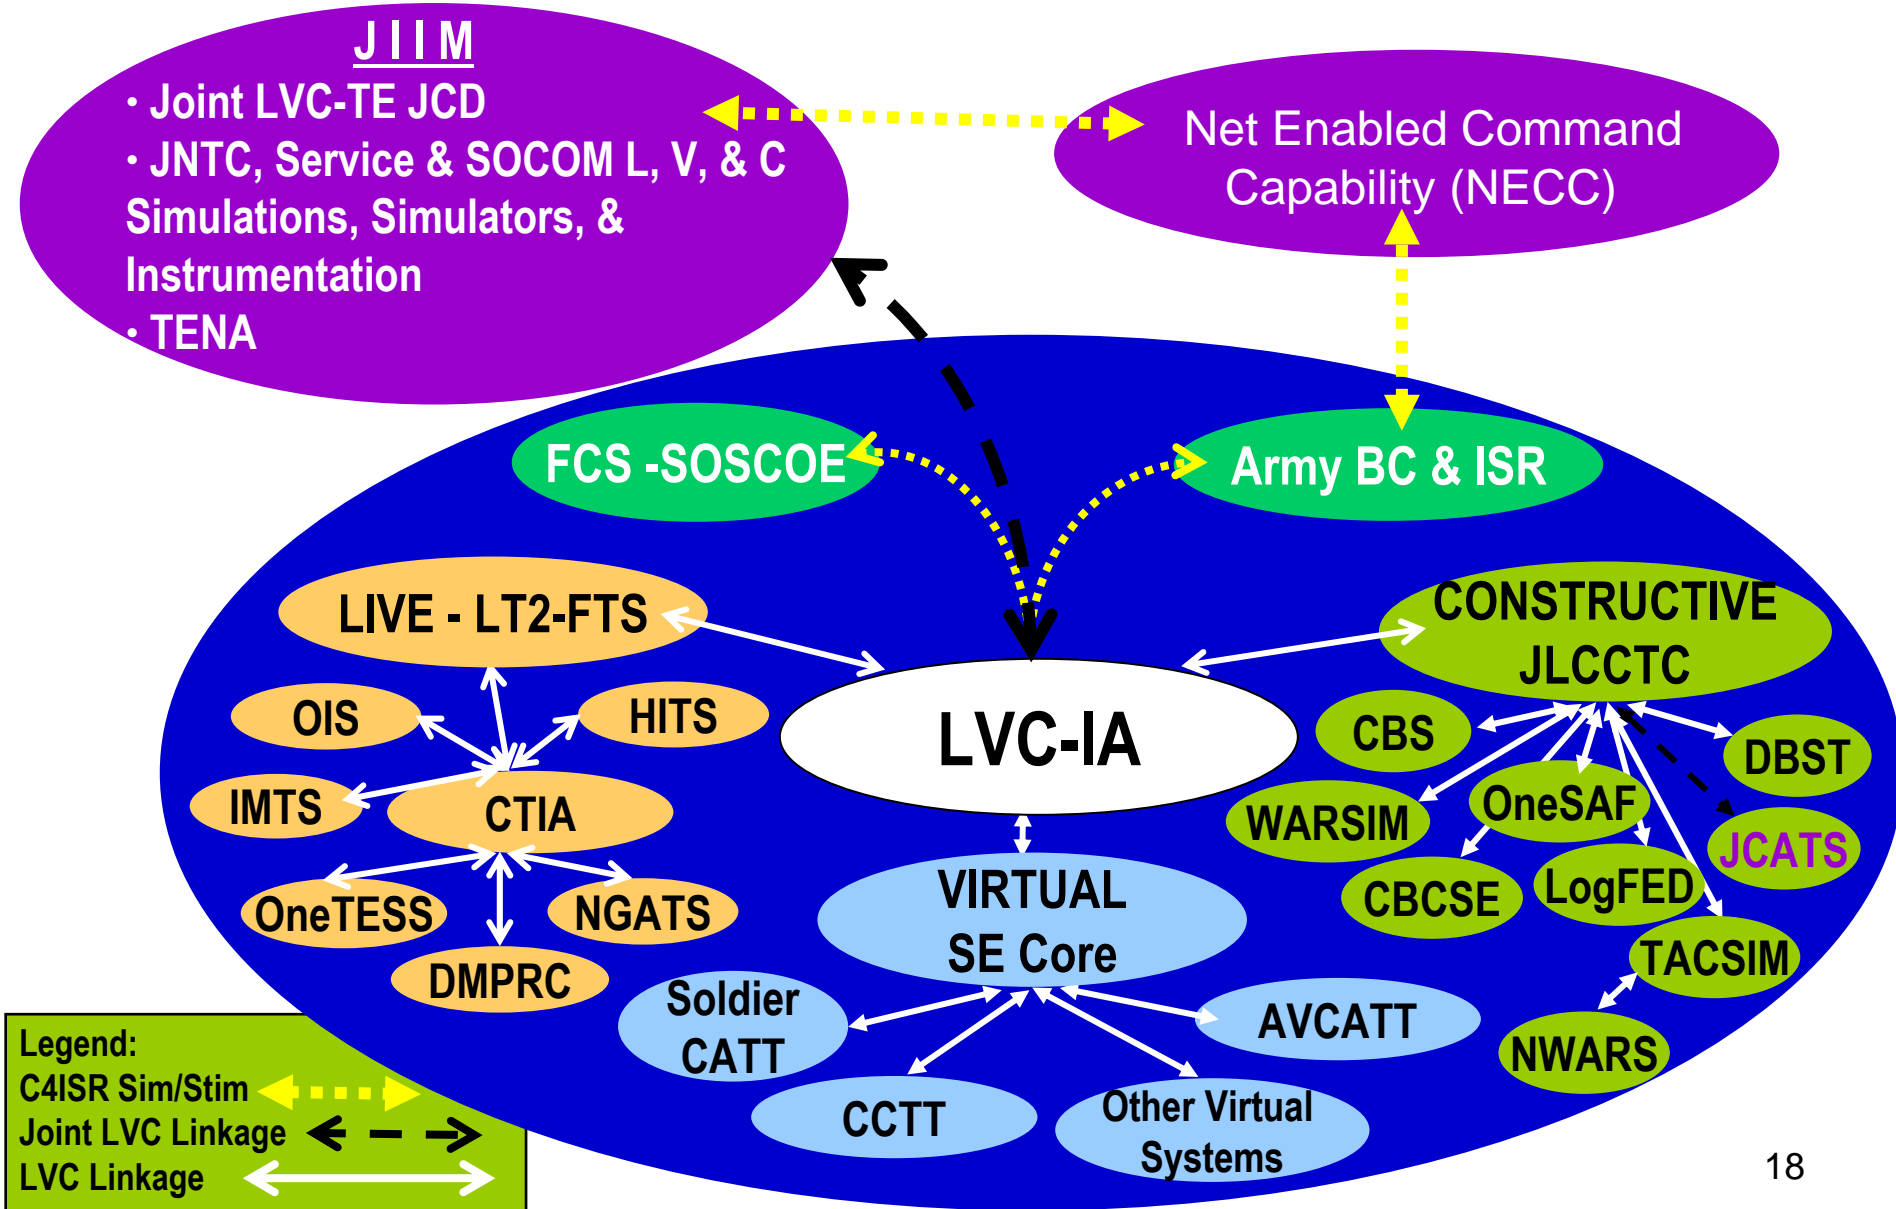 J I I M
• Joint LVC-TE JCD
• JNTC, Service & SOCOM L, V, & C
Simulations, Simulators, &
Instrumentation
• TENA
Net Enabled Command
Capability (NECC)
FCS -SOSCOE
Army BC & ISR
LIVE - LT2-FTS
CONSTRUCTIVE
JLCCTC
OIS
HITS
LVC-IA
CBS
DBST
IMTS
CTIA
WARSIM
OneSAF
JCATS
OneTESS
NGATS
VIRTUAL
SE Core
CBCSE
LogFED
DMPRC
TACSIM
Soldier
CATT
AVCATT
NWARS
CCTT
Other Virtual
Systems
Legend:
C4ISR Sim/Stim
Joint LVC Linkage
LVC Linkage
18